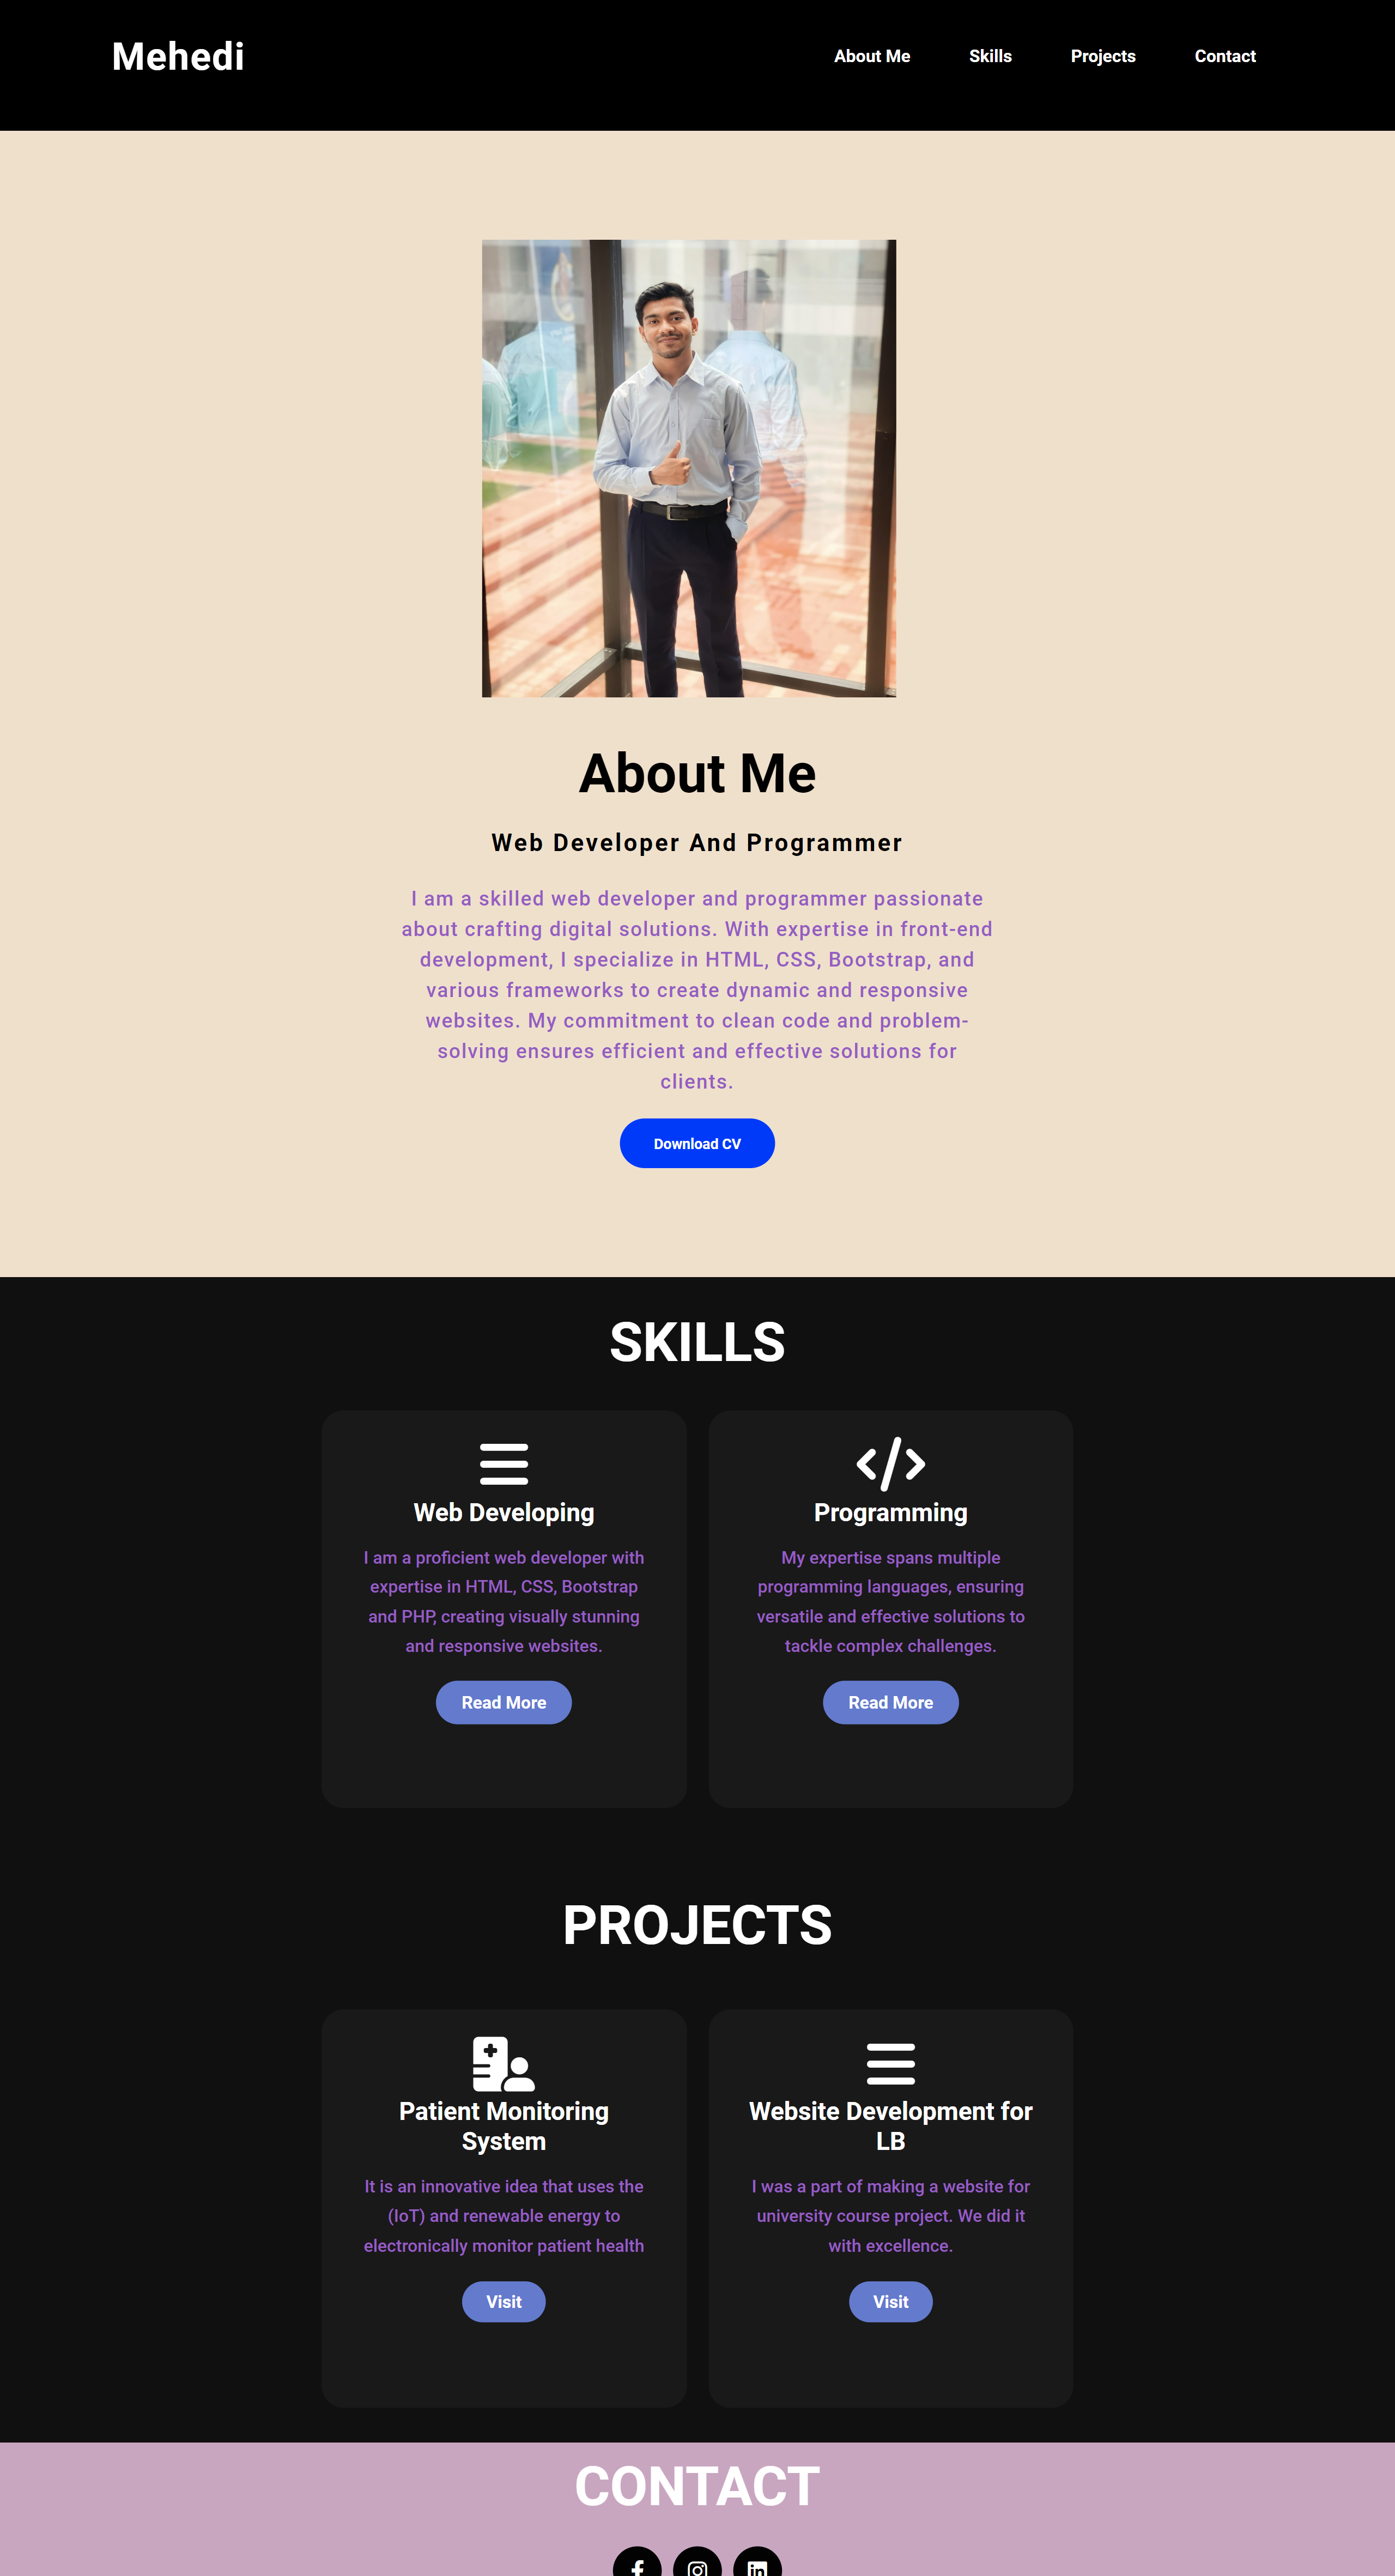 Mehedi
About Me Skills Projects Contact
About Me
Web Developer And Programmer
I am a skilled web developer and programmer passionate
about crafting digital solutions. With expertise in front-end
development, I specialize in HTML, CSS, Bootstrap, and
various frameworks to create dynamic and responsive
websites. My commitment to clean code and problem-
solving ensures efficient and effective solutions for
clients.
Download CV
SKILLS
Web Developing
I am a proficient web developer with
expertise in HTML, CSS, Bootstrap
and PHP, creating visually stunning
and responsive websites.
Read More
Programming
My expertise spans multiple
programming languages, ensuring
versatile and effective solutions to
tackle complex challenges.
Read More
PROJECTS
Patient Monitoring
System
It is an innovative idea that uses the
(IoT) and renewable energy to
electronically monitor patient health
Visit
Website Development for
LB
I was a part of making a website for
university course project. We did it
with excellence.
Visit
CONTACT